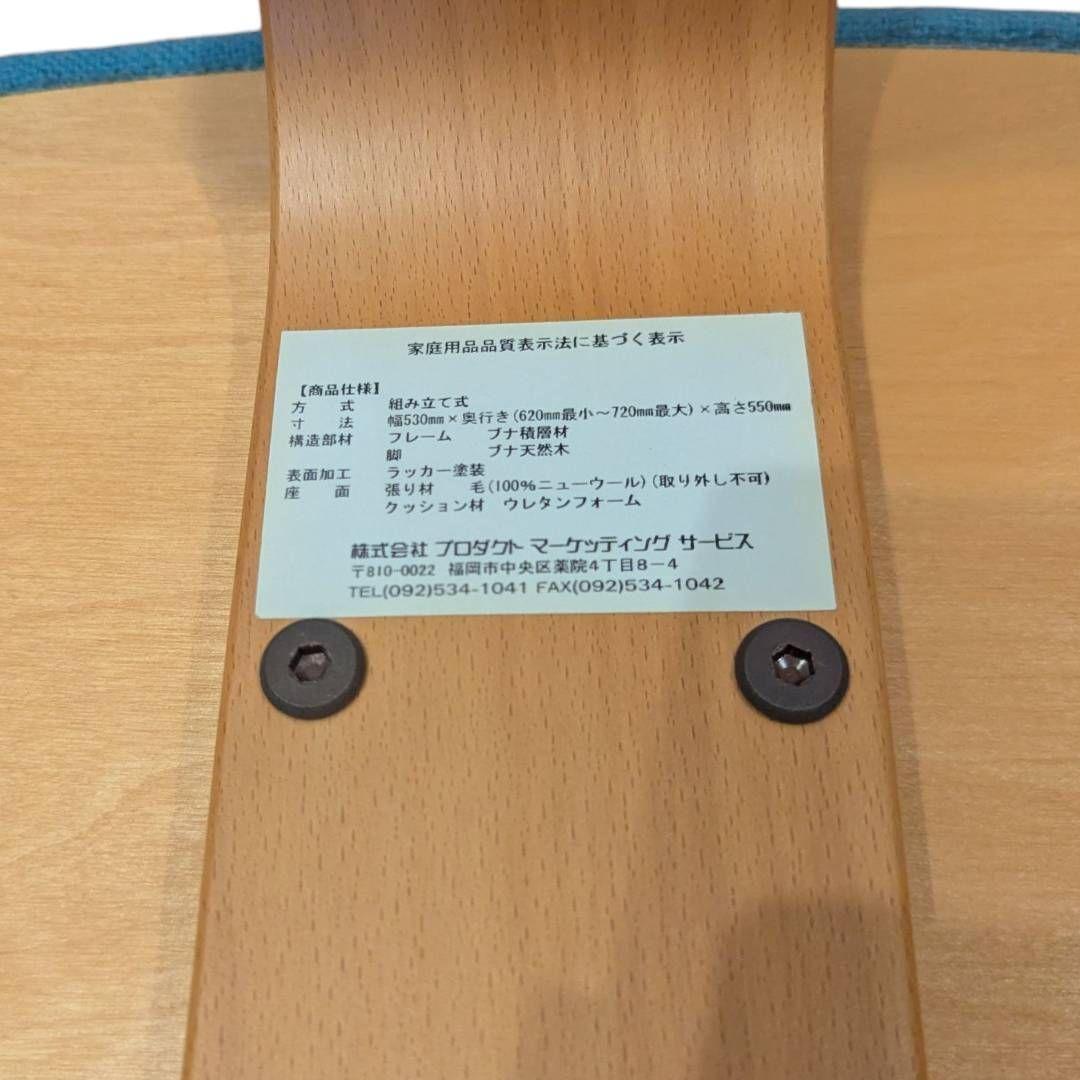 家庭用品品質表示法に基づく表示
【商品仕様】
方 式 組み立て式
寸 法 幅530㎜×奥行き(620㎜最小～720㎜最大)×高さ550㎜
構造部材 フレーム ブナ積層材
脚 ブナ天然木
表面加工 ラッカー塗装
座 面 張り材 毛(100%ニューウール)(取り外し不可)
クッション材 ウレタンフォーム
株式会社 プロダクト マーケッティング サービス
〒810-0022 福岡市中央区薬院4丁目8－4
TEL(092)534-1041 FAX(092)534-1042